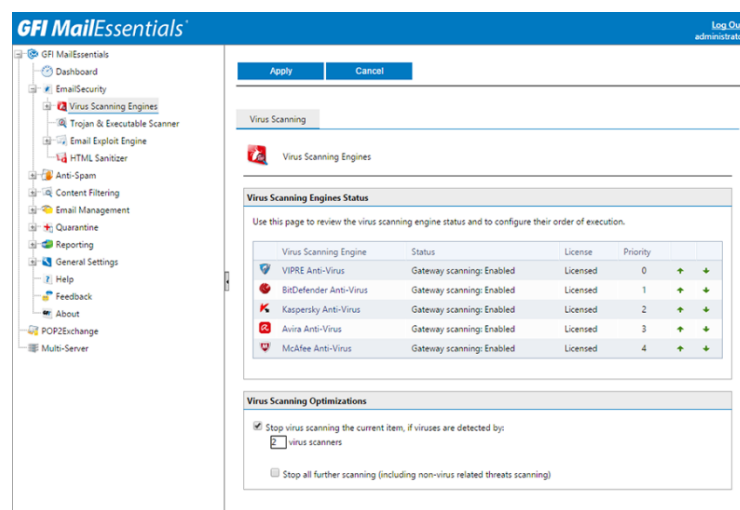 GFI MailEssentials
Log Ou
administrato
GFI MailEssentials
Dashboard
EmailSecurity
Virus Scanning Engines
Trojan & Executable Scanner
Email Exploit Engine
HTML Sanitizer
Anti-Spam
Content Filtering
Email Management
Quarantine
Reporting
General Settings
Help
Feedback
About
POP2Exchange
Multi-Server
Apply Cancel
Virus Scanning
Virus Scanning Engines
Virus Scanning Engines Status
Use this page to review the virus scanning engine status and to configure their order of execution.
Virus Scanning Engine Status License Priority
VIPRE Anti-Virus Gateway scanning: Enabled Licensed 0
BitDefender Anti-Virus Gateway scanning: Enabled Licensed 1
Kaspersky Anti-Virus Gateway scanning: Enabled Licensed 2
Avira Anti-Virus Gateway scanning: Enabled Licensed 3
McAfee Anti-Virus Gateway scanning: Enabled Licensed 4
Virus Scanning Optimizations
Stop virus scanning the current item, if viruses are detected by:
2 virus scanners
Stop all further scanning (including non-virus related threats scanning)